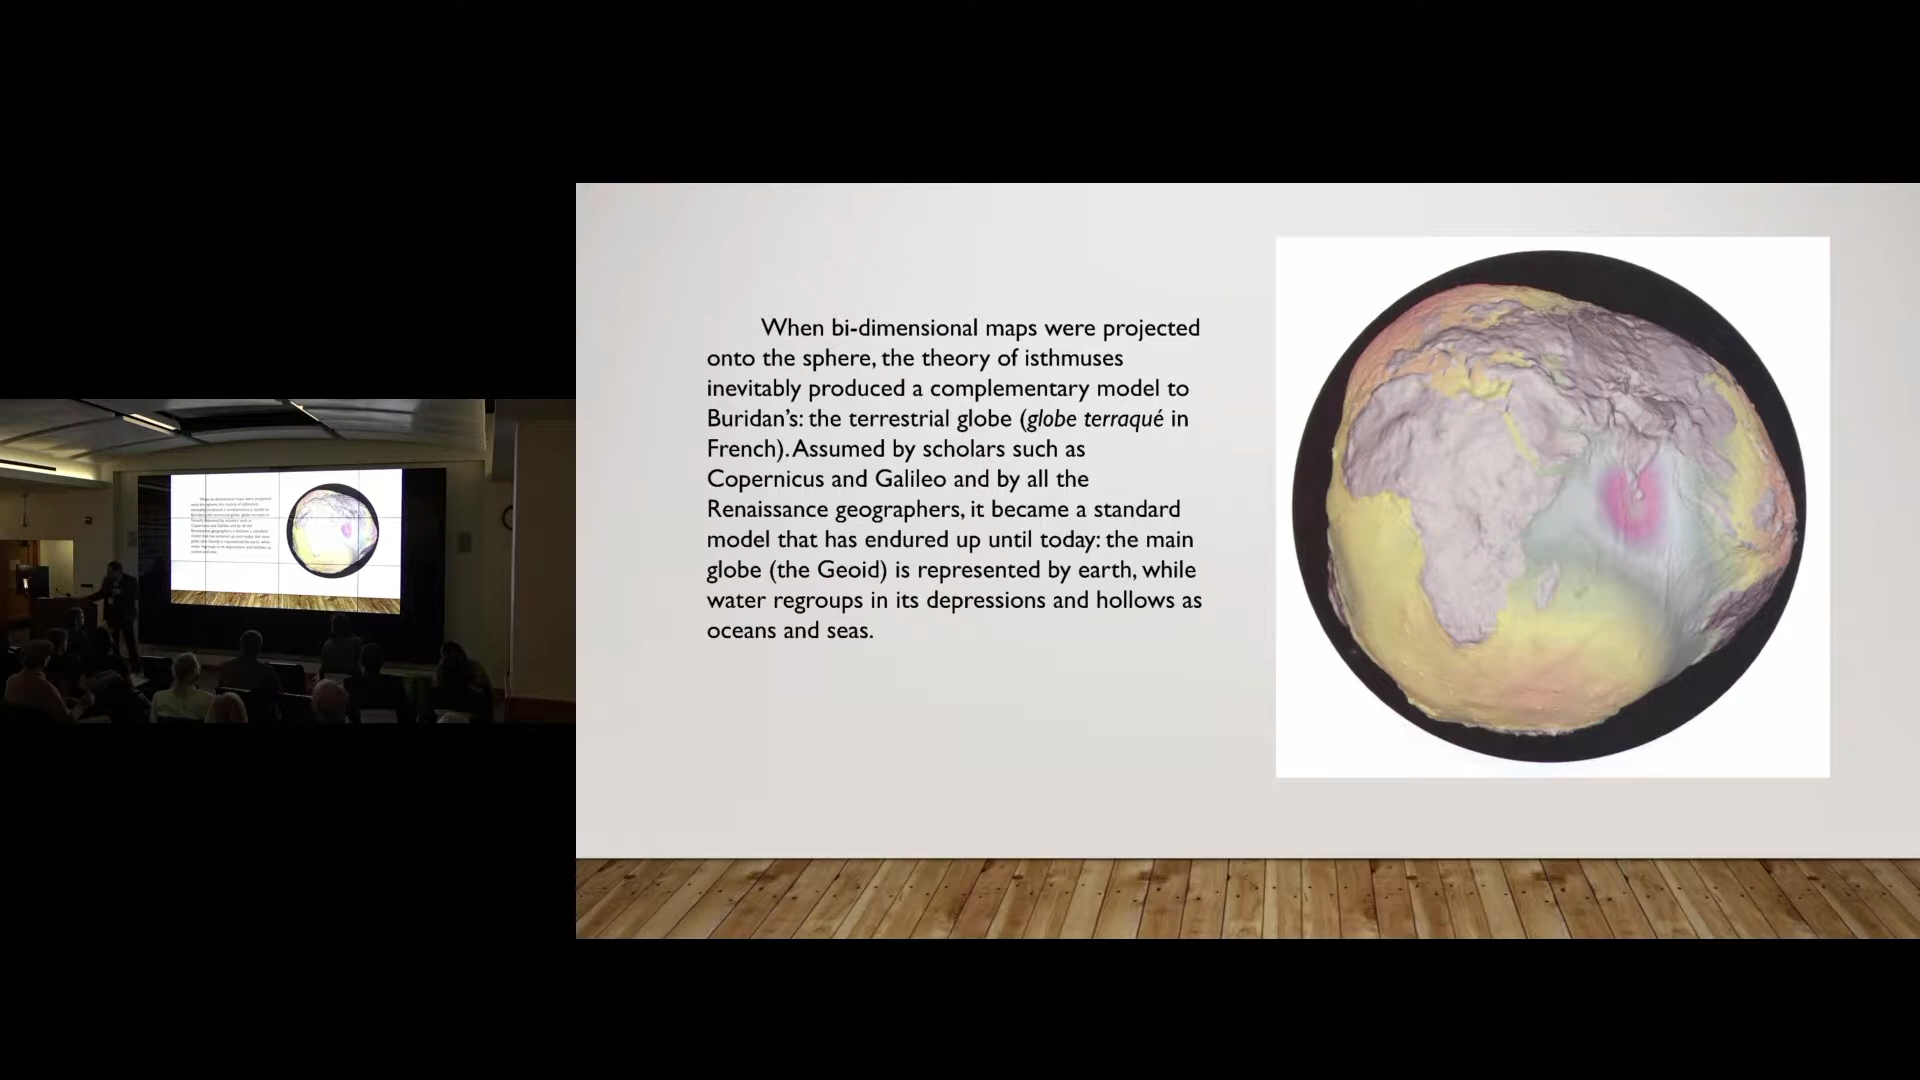 When bi-dimensional maps were projected
onto the sphere, the theory of isthmuses
inevitably produced a complementary model to
Buridan's: the terrestrial globe (globe terraqué in
French). Assumed by scholars such as
Copernicus and Galileo and by all the
Renaissance geographers, it became a standard
model that has endured up until today: the main
globe (the Geoid) is represented by earth, while
water regroups in its depressions and hollows as
oceans and seas.